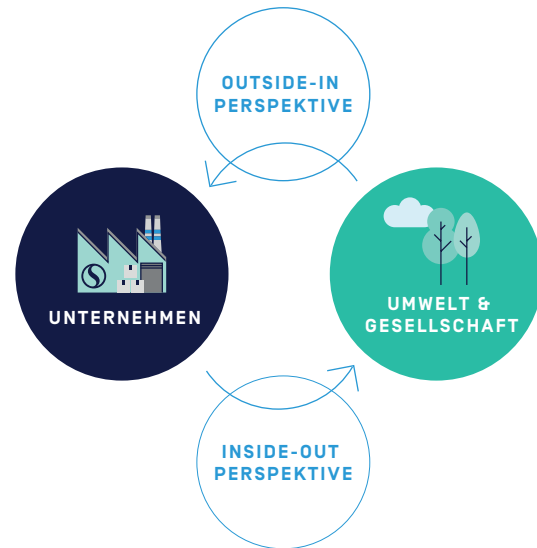 OUTSIDE-IN
PERSPEKTIVE
UNTERNEHMEN
UMWELT &
GESELLSCHAFT
INSIDE-OUT
PERSPEKTIVE